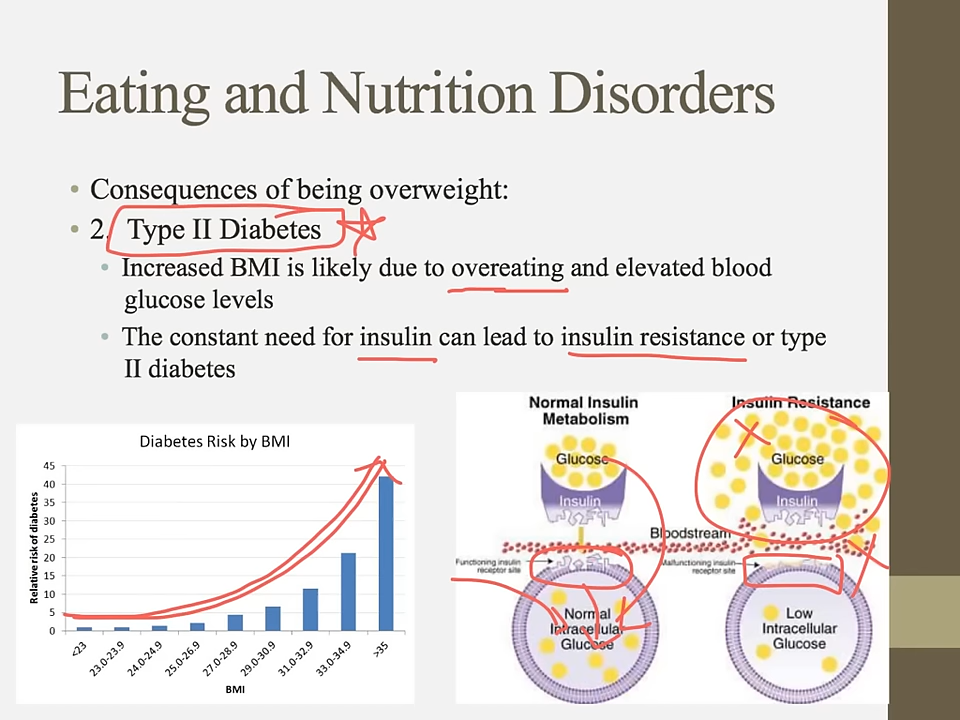 Eating and Nutrition Disorders
• Consequences of being overweight:
• 2. Type II Diabetes
• Increased BMI is likely due to overeating and elevated blood
glucose levels
• The constant need for insulin can lead to insulin resistance or type
II diabetes
Diabetes Risk by BMI
Relative risk of diabetes
45
40
35
30
25
20
15
10
5
0
<23
23.0-23.9
24.0-24.9
25.0-26.9
27.0-28.9
29.0-30.9
31.0-32.9
33.0-34.9
>35
BMI
Normal Insulin
Metabolism
Glucose
Insulin
Functioning insulin
receptor site
Normal
Intracellular
Glucose
Bloodstream
Insulin Resistance
Glucose
Insulin
Malfunctioning insulin
receptor site
Low
Intracellular
Glucose